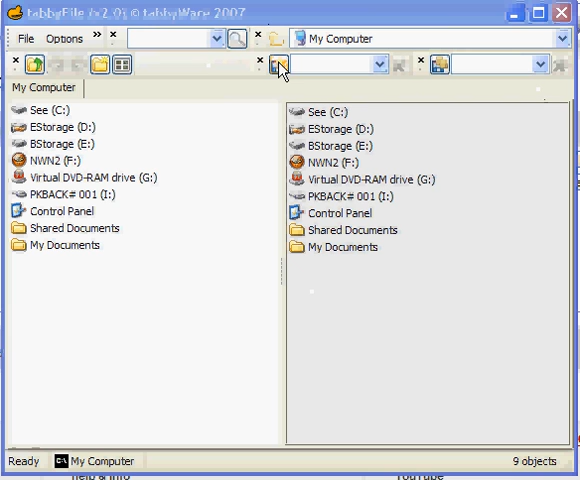 tabbyFile (v2.0) © tabbyWare 2007
File Options » My Computer
My Computer
See (C:)
EStorage (D:)
BStorage (E:)
NWN2 (F:)
Virtual DVD-RAM drive (G:)
PKBACK# 001 (I:)
Control Panel
Shared Documents
My Documents
See (C:)
EStorage (D:)
BStorage (E:)
NWN2 (F:)
Virtual DVD-RAM drive (G:)
PKBACK# 001 (I:)
Control Panel
Shared Documents
My Documents
Ready C:\ My Computer 9 objects
help & info YouTube